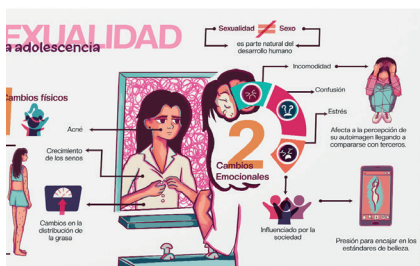 EXUALIDAD
a adolescencia
Sexualidad
Sexo
es parte natural del
desarrollo humano
Cambios físicos
Acné
Crecimiento
de los senos
Cambios en la
distribución de
la grasa
2
Cambios
Emocionales
Incomodidad
Confusión
Estrés
Afecta a la percepción de
su autoimagen llegando a
compararse con terceros.
Influenciado por la
sociedad
Presión para encajar en los
estándares de belleza.